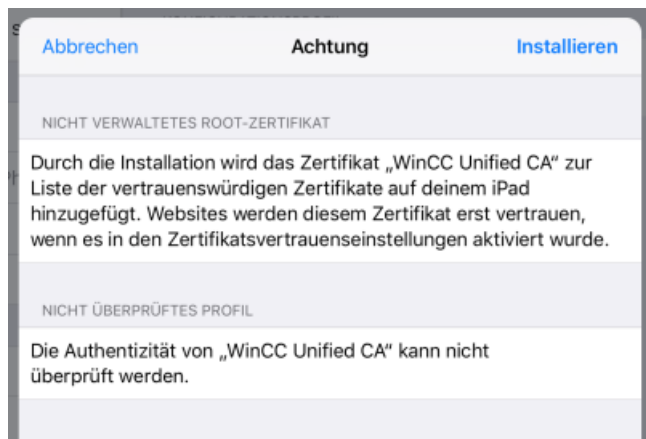 Abbrechen Achtung Installieren
NICHT VERWALTETES ROOT-ZERTIFIKAT
Durch die Installation wird das Zertifikat „WinCC Unified CA“ zur
Liste der vertrauenswürdigen Zertifikate auf deinem iPad
hinzugefügt. Websites werden diesem Zertifikat erst vertrauen,
wenn es in den Zertifikatsvertrauenseinstellungen aktiviert wurde.
NICHT ÜBERPRÜFTES PROFIL
Die Authentizität von „WinCC Unified CA“ kann nicht
überprüft werden.